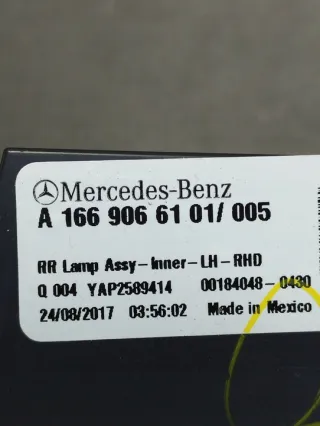 Mercedes-Benz
A 166 906 61 01/ 005
RR Lamp Assy-Inner-LH-RHD
Q 004 YAP2589414 00184048-0430
24/08/2017 03:56:02 Made in Mexico